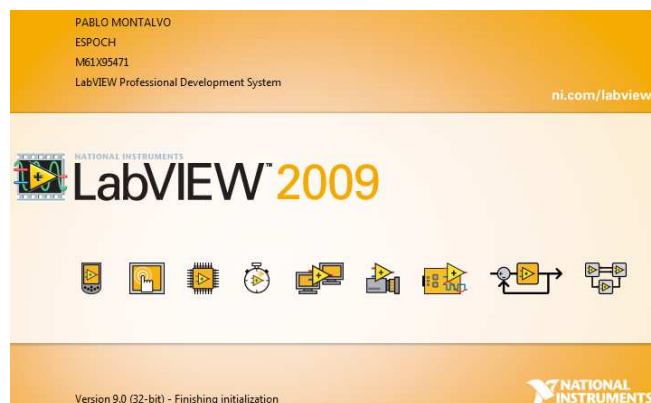 PABLO MONTALVO
ESPOCH
M61X95471
LabVIEW Professional Development System
ni.com/labview
NATIONAL INSTRUMENTS
LabVIEW™ 2009
Version 9.0 (32-bit) - Finishing initialization
NATIONAL
INSTRUMENTS